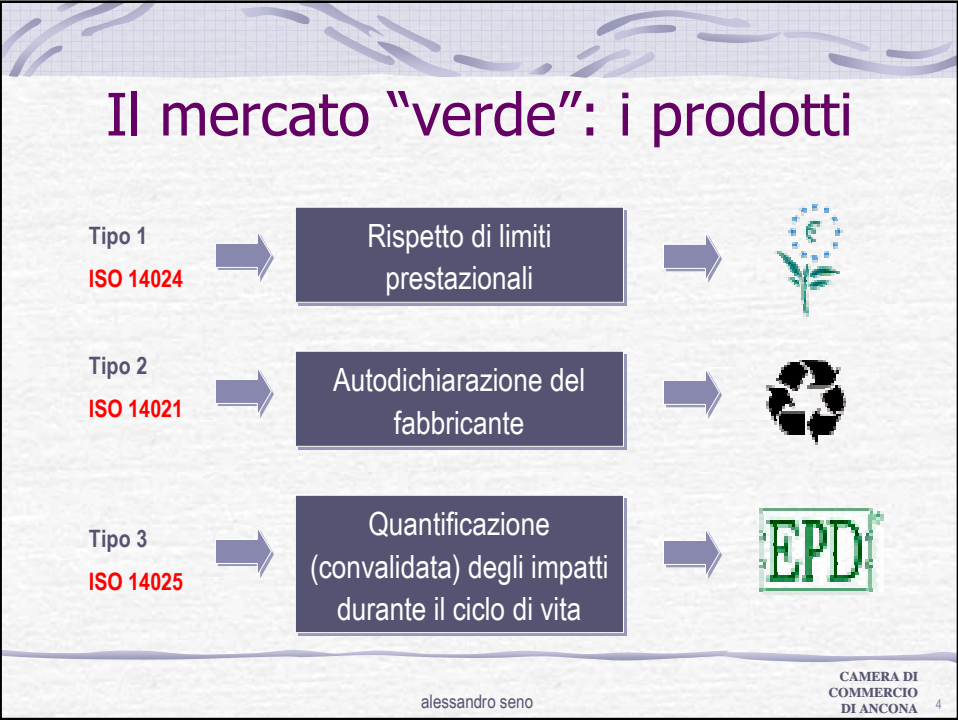 Il mercato “verde”: i prodotti
Tipo 1
ISO 14024
Rispetto di limiti
prestazionali
Tipo 2
ISO 14021
Autodichiarazione del
fabbricante
Tipo 3
ISO 14025
Quantificazione
(convalidata) degli impatti
durante il ciclo di vita
EPD
alessandro seno
CAMERA DI
COMMERCIO
DI ANCONA
4